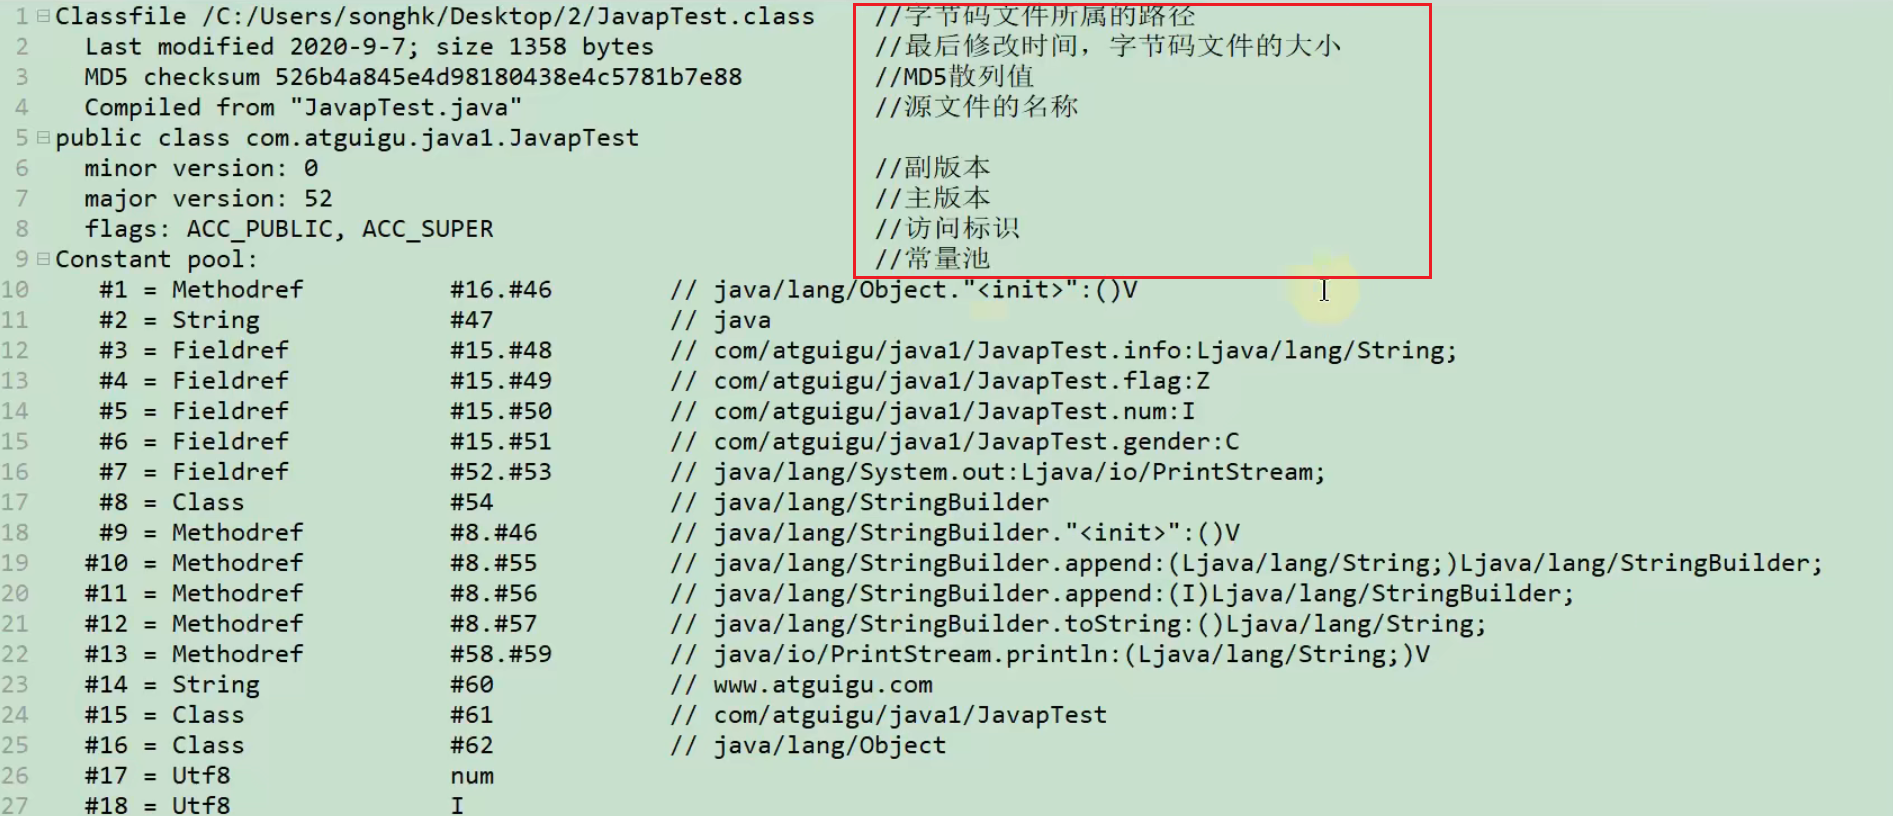 1 Classfile /C:/Users/songhk/Desktop/2/JavapTest.class //字节码文件所属的路径
2 Last modified 2020-9-7; size 1358 bytes //最后修改时间，字节码文件的大小
3 MD5 checksum 526b4a845e4d98180438e4c5781b7e88 //MD5散列值
4 Compiled from "JavapTest.java" //源文件的名称
5 public class com.atguigu.java1.JavapTest
6 minor version: 0 //副版本
7 major version: 52 //主版本
8 flags: ACC_PUBLIC, ACC_SUPER //访问标识
9 Constant pool: //常量池
10 #1 = Methodref #16.#46 // java/lang/Object."<init>":()V
11 #2 = String #47 // java
12 #3 = Fieldref #15.#48 // com/atguigu/java1/JavapTest.info:Ljava/lang/String;
13 #4 = Fieldref #15.#49 // com/atguigu/java1/JavapTest.flag:Z
14 #5 = Fieldref #15.#50 // com/atguigu/java1/JavapTest.num:I
15 #6 = Fieldref #15.#51 // com/atguigu/java1/JavapTest.gender:C
16 #7 = Fieldref #52.#53 // java/lang/System.out:Ljava/io/PrintStream;
17 #8 = Class #54 // java/lang/StringBuilder
18 #9 = Methodref #8.#46 // java/lang/StringBuilder."<init>":()V
19 #10 = Methodref #8.#55 // java/lang/StringBuilder.append:(Ljava/lang/String;)Ljava/lang/StringBuilder;
20 #11 = Methodref #8.#56 // java/lang/StringBuilder.append:(I)Ljava/lang/StringBuilder;
21 #12 = Methodref #8.#57 // java/lang/StringBuilder.toString:()Ljava/lang/String;
22 #13 = Methodref #58.#59 // java/io/PrintStream.println:(Ljava/lang/String;)V
23 #14 = String #60 // www.atguigu.com
24 #15 = Class #61 // com/atguigu/java1/JavapTest
25 #16 = Class #62 // java/lang/Object
26 #17 = Utf8 num
27 #18 = Utf8 I